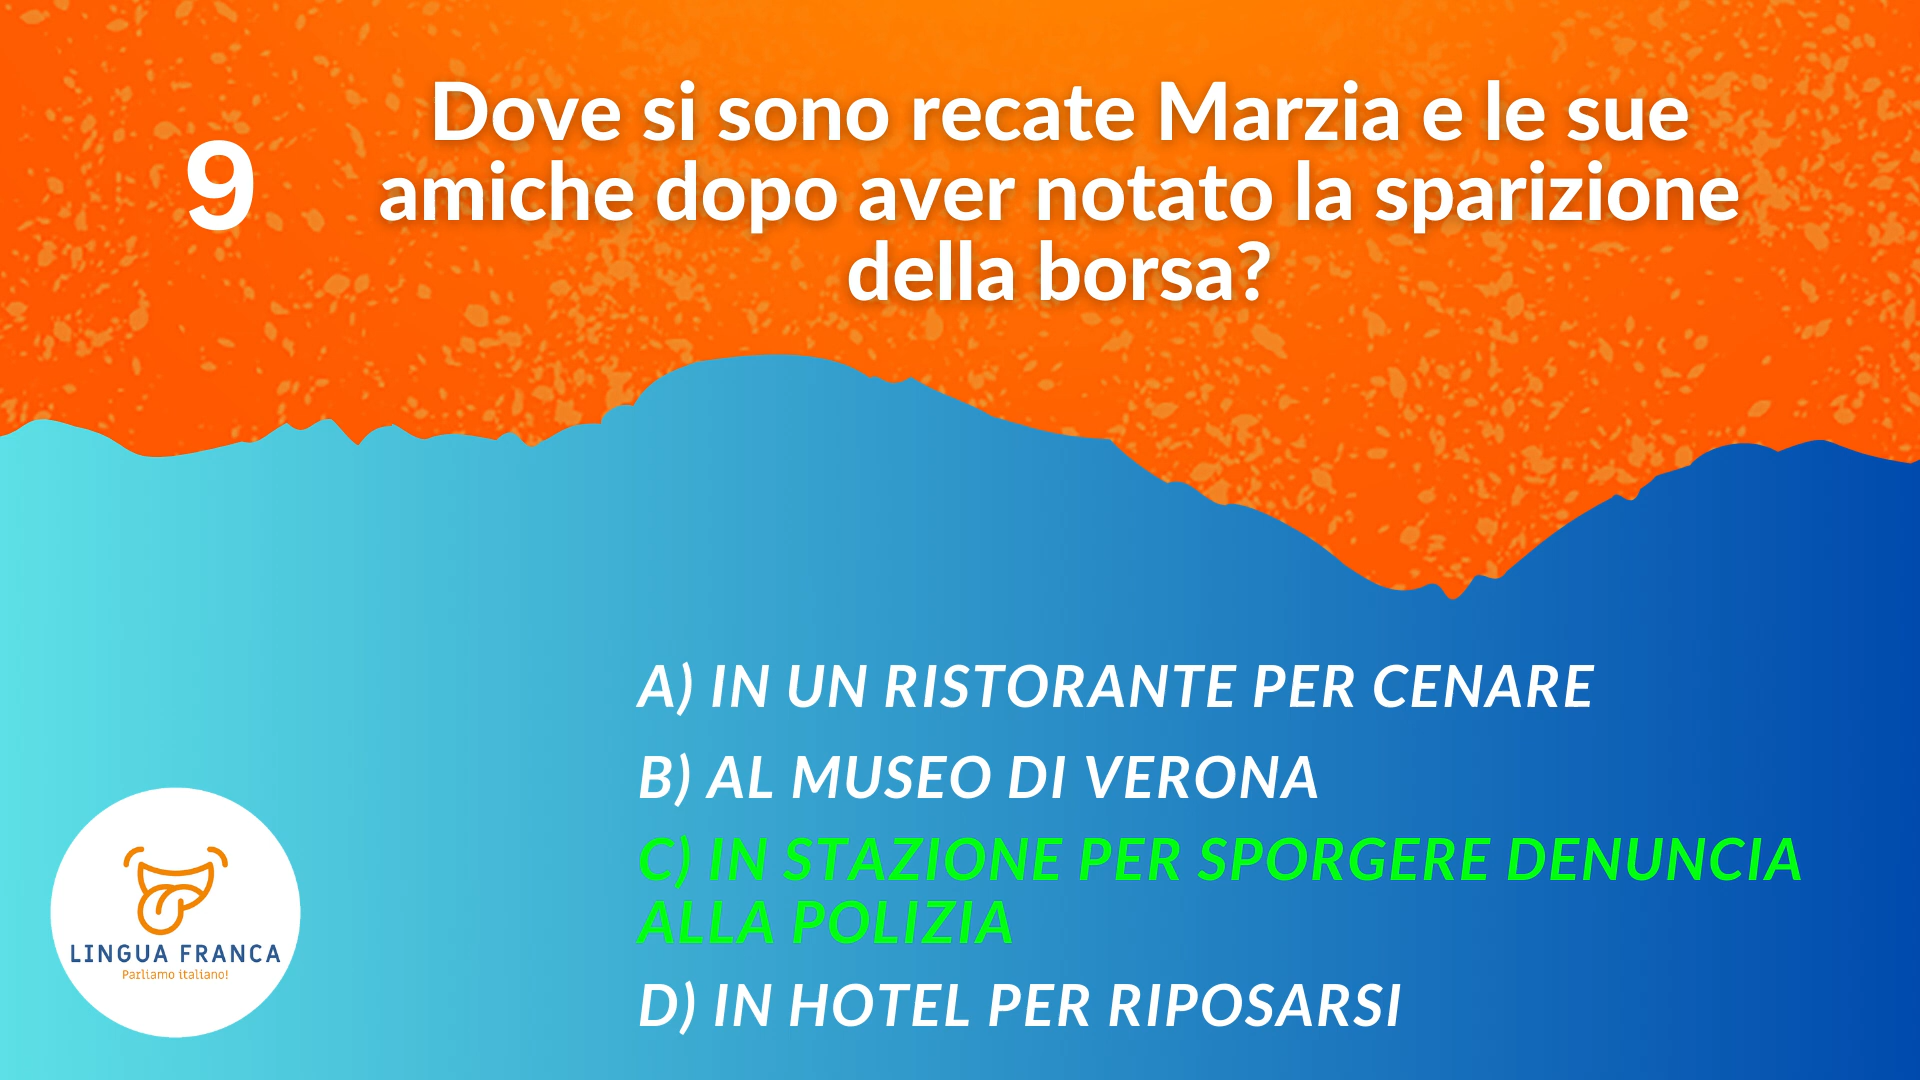 9
Dove si sono recate Marzia e le sue
amiche dopo aver notato la sparizione
della borsa?
A) IN UN RISTORANTE PER CENARE
B) AL MUSEO DI VERONA
C) IN STAZIONE PER SPORGERE DENUNCIA
ALLA POLIZIA
D) IN HOTEL PER RIPOSARSI
LINGUA FRANCA
Parliamo italiano!